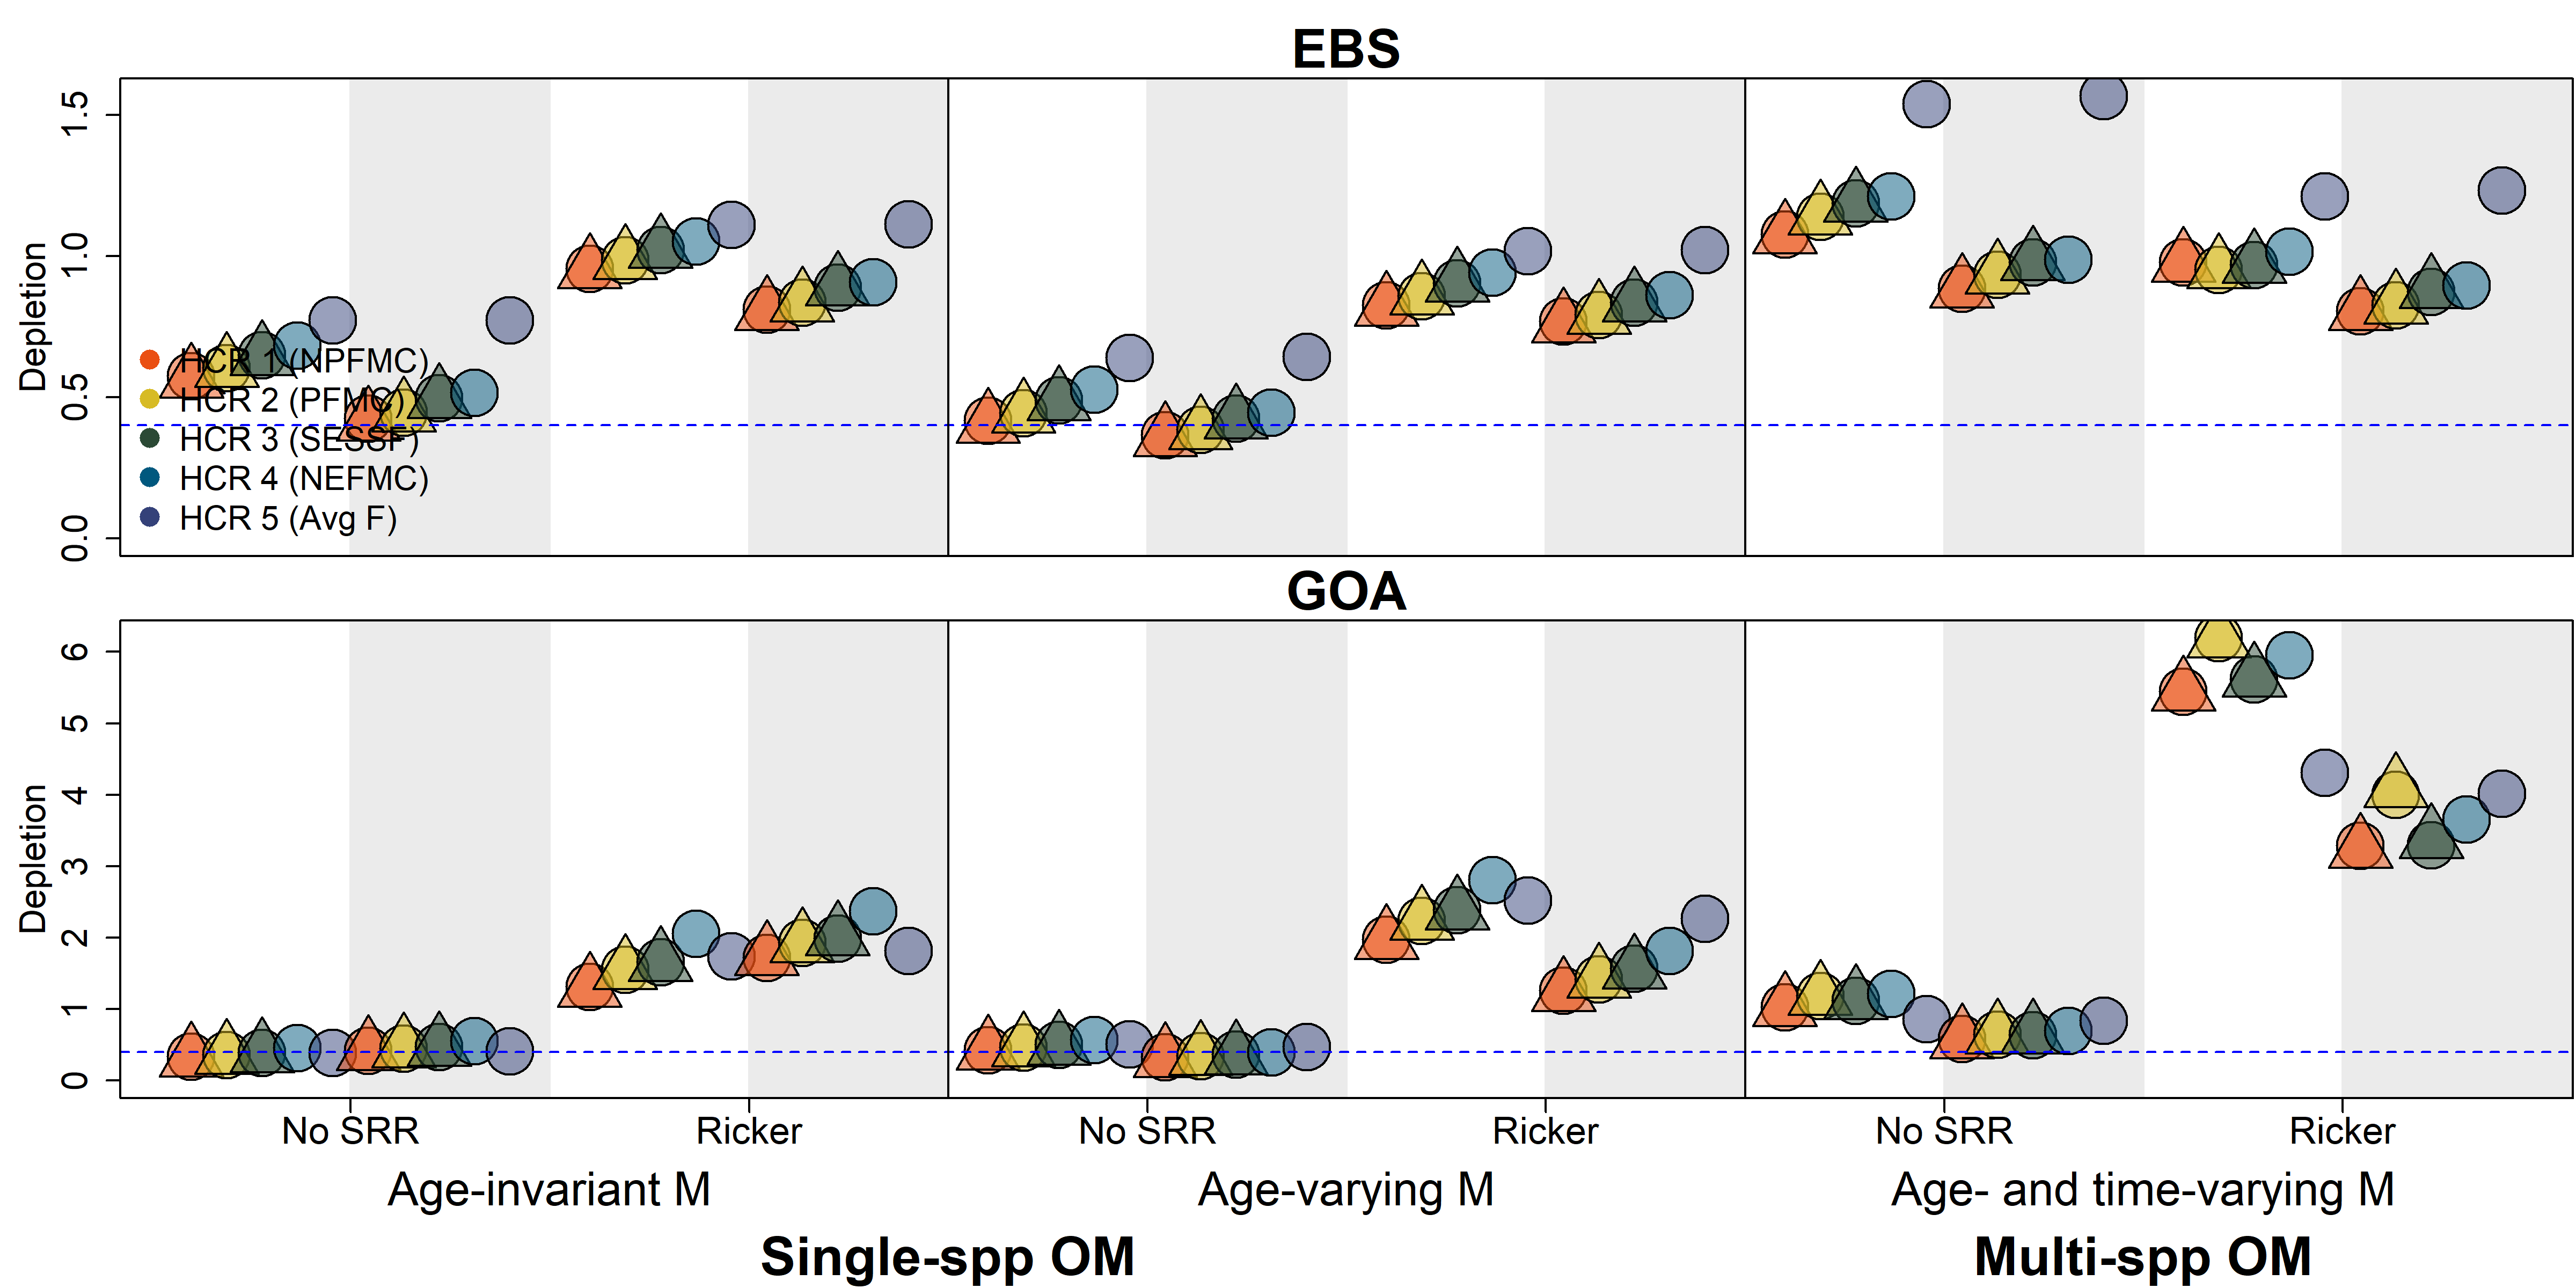 EBS
Depletion
1.5
1.0
0.5
0.0
HCR 1 (NPFMC)
HCR 2 (PFMC)
HCR 3 (SESSF)
HCR 4 (NEFMC)
HCR 5 (Avg F)
GOA
Depletion
6
5
4
3
2
1
0
No SRR Ricker No SRR Ricker No SRR Ricker
Age-invariant M Age-varying M Age- and time-varying M
Single-spp OM Multi-spp OM